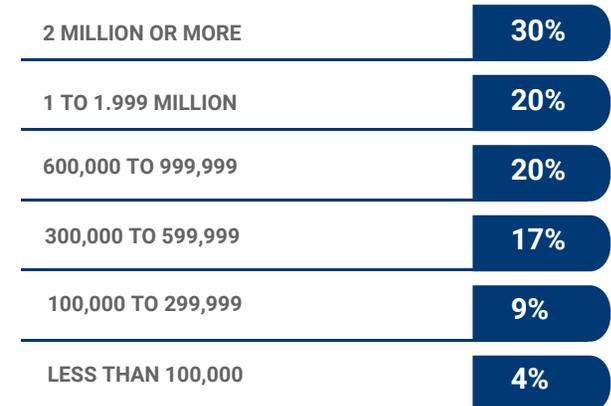 2 MILLION OR MORE 30%
1 TO 1.999 MILLION 20%
600,000 TO 999,999 20%
300,000 TO 599,999 17%
100,000 TO 299,999 9%
LESS THAN 100,000 4%